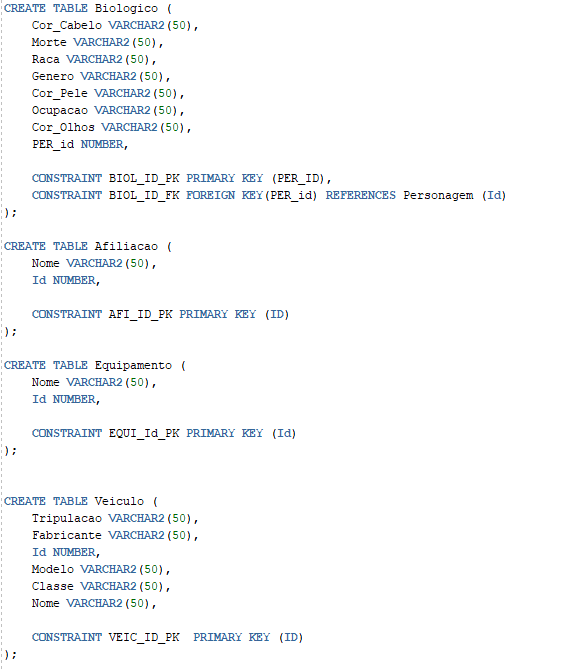 CREATE TABLE Biologico (
Cor_Cabelo VARCHAR2(50),
Morte VARCHAR2(50),
Raca VARCHAR2(50),
Genero VARCHAR2(50),
Cor_Pele VARCHAR2(50),
Ocupacao VARCHAR2(50),
Cor_Olhos VARCHAR2(50),
PER_id NUMBER,
CONSTRAINT BIOL_ID_PK PRIMARY KEY (PER_ID),
CONSTRAINT BIOL_ID_FK FOREIGN KEY(PER_id) REFERENCES Personagem (Id)
);
CREATE TABLE Afiliacao (
Nome VARCHAR2(50),
Id NUMBER,
CONSTRAINT AFI_ID_PK PRIMARY KEY (ID)
);
CREATE TABLE Equipamento (
Nome VARCHAR2(50),
Id NUMBER,
CONSTRAINT EQUI_Id_PK PRIMARY KEY (Id)
);
CREATE TABLE Veiculo (
Tripulacao VARCHAR2(50),
Fabricante VARCHAR2(50),
Id NUMBER,
Modelo VARCHAR2(50),
Classe VARCHAR2(50),
Nome VARCHAR2(50),
CONSTRAINT VEIC_ID_PK  PRIMARY KEY (ID)
);